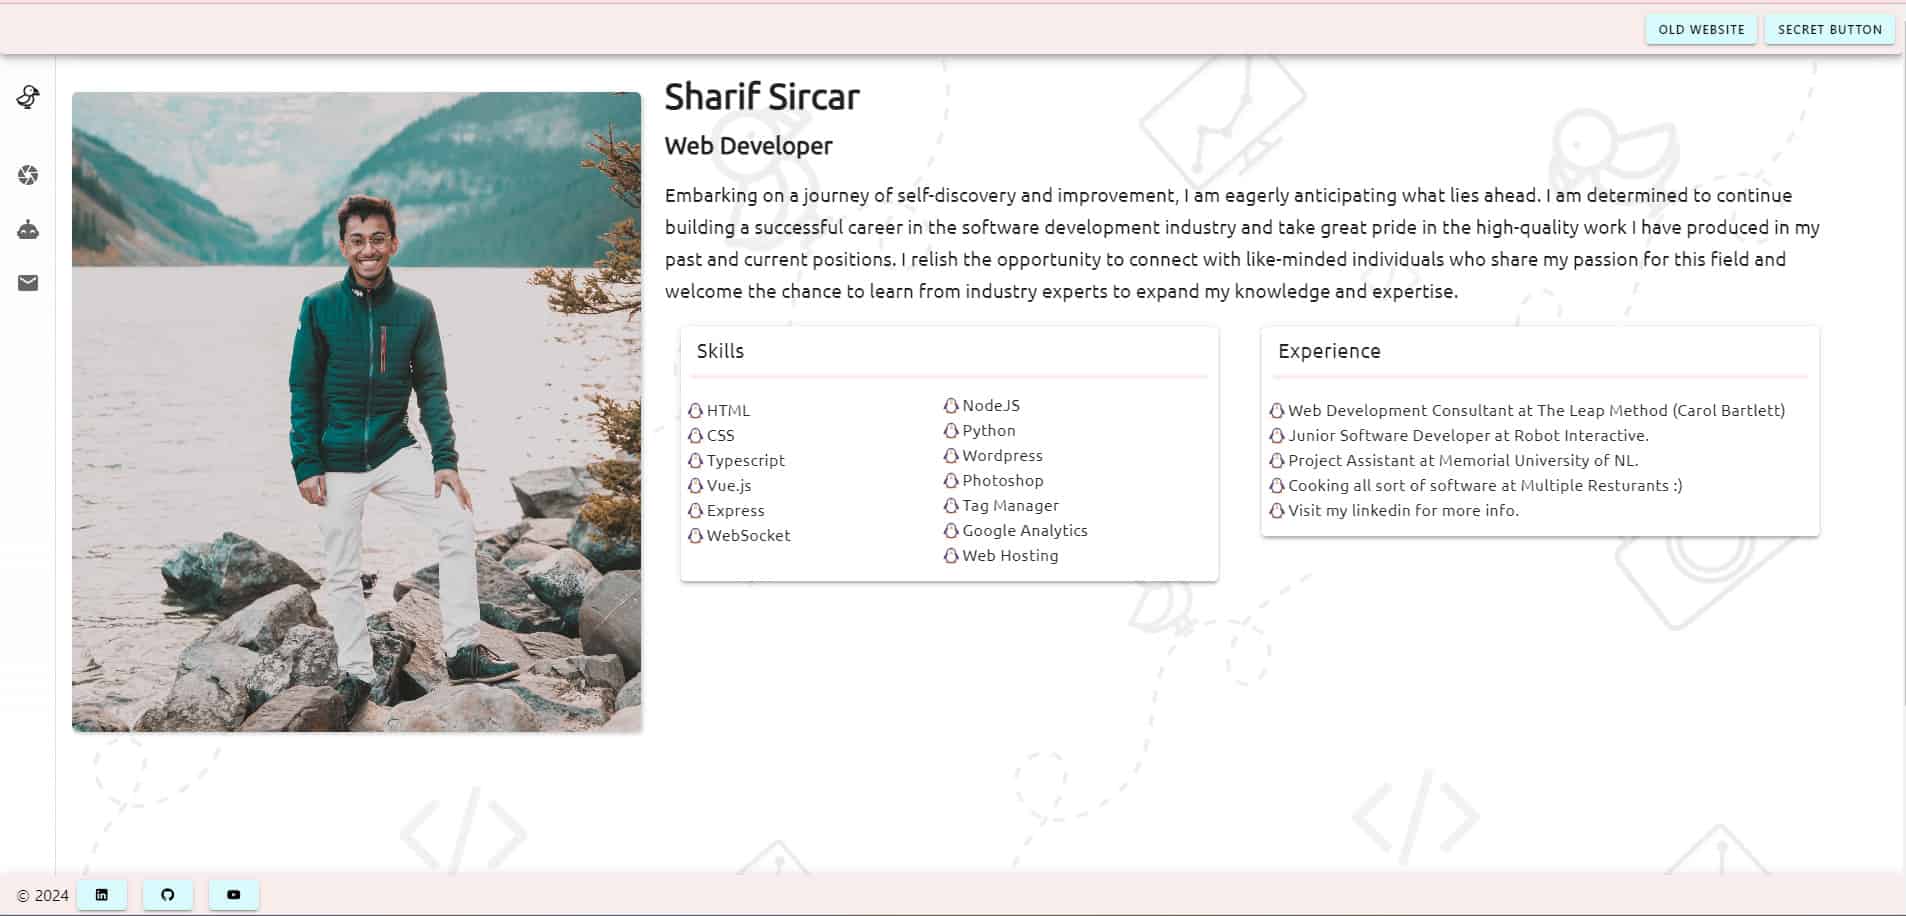 OLD WEBSITE
SECRET BUTTON
Sharif Sircar
Web Developer
Embarking on a journey of self-discovery and improvement, I am eagerly anticipating what lies ahead. I am determined to continue
building a successful career in the software development industry and take great pride in the high-quality work I have produced in my
past and current positions. I relish the opportunity to connect with like-minded individuals who share my passion for this field and
welcome the chance to learn from industry experts to expand my knowledge and expertise.
Skills
HTML
CSS
Typescript
Vue.js
Express
WebSocket
NodeJS
Python
Wordpress
Photoshop
Tag Manager
Google Analytics
Web Hosting
Experience
Web Development Consultant at The Leap Method (Carol Bartlett)
Junior Software Developer at Robot Interactive.
Project Assistant at Memorial University of NL.
Cooking all sort of software at Multiple Resturants :)
Visit my linkedin for more info.
© 2024